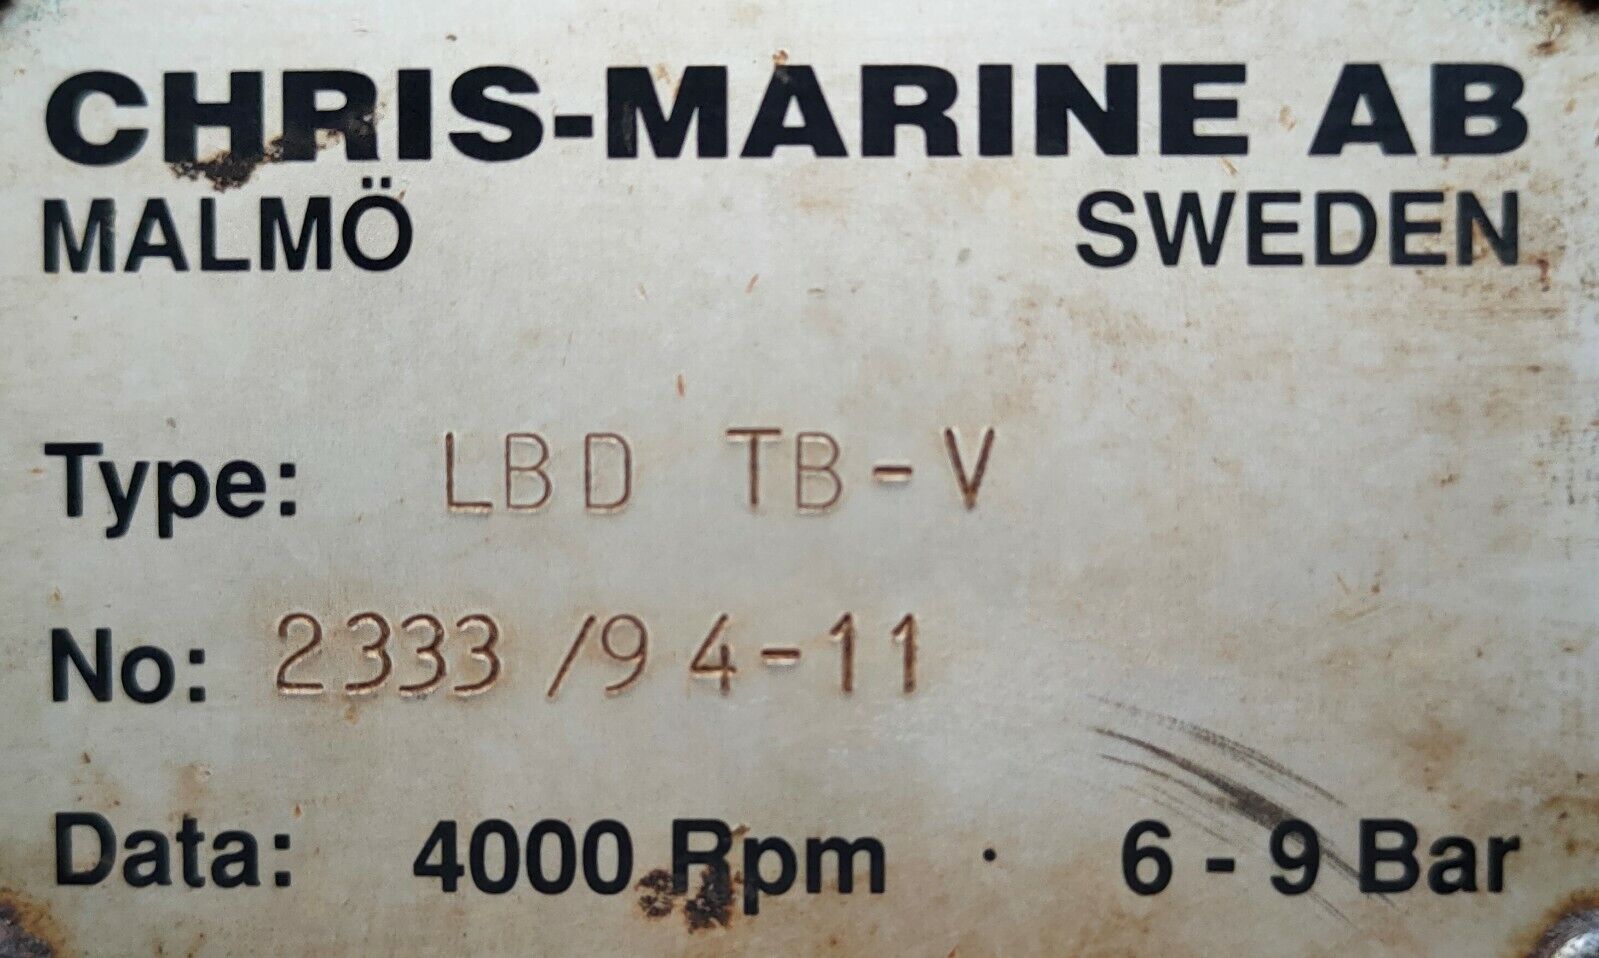 CHRIS-MARINE AB
MALMÖ SWEDEN
Type: LBD TB-V
No: 2333/94-11
Data: 4000 Rpm · 6 - 9 Bar